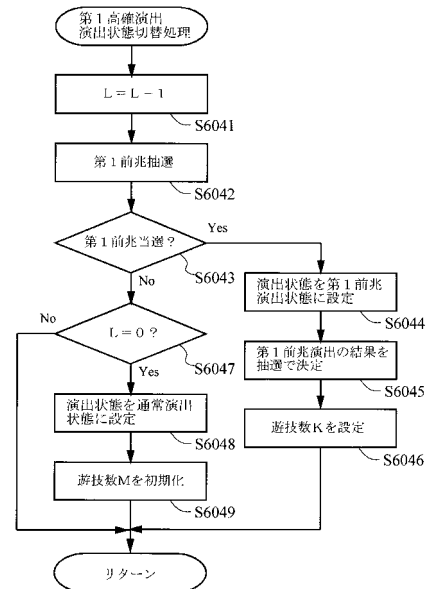 第1高確演出
演出状態切替処理
L=L-1
S6041
第1前兆抽選
S6042
第1前兆当選?
Yes
S6043
No
演出状態を第1前兆
演出状態に設定
S6044
第1前兆演出の結果を
抽選で決定
S6045
遊技数Kを設定
S6046
No
L=0?
S6047
Yes
演出状態を通常演出
状態に設定
S6048
遊技数Mを初期化
S6049
リターン